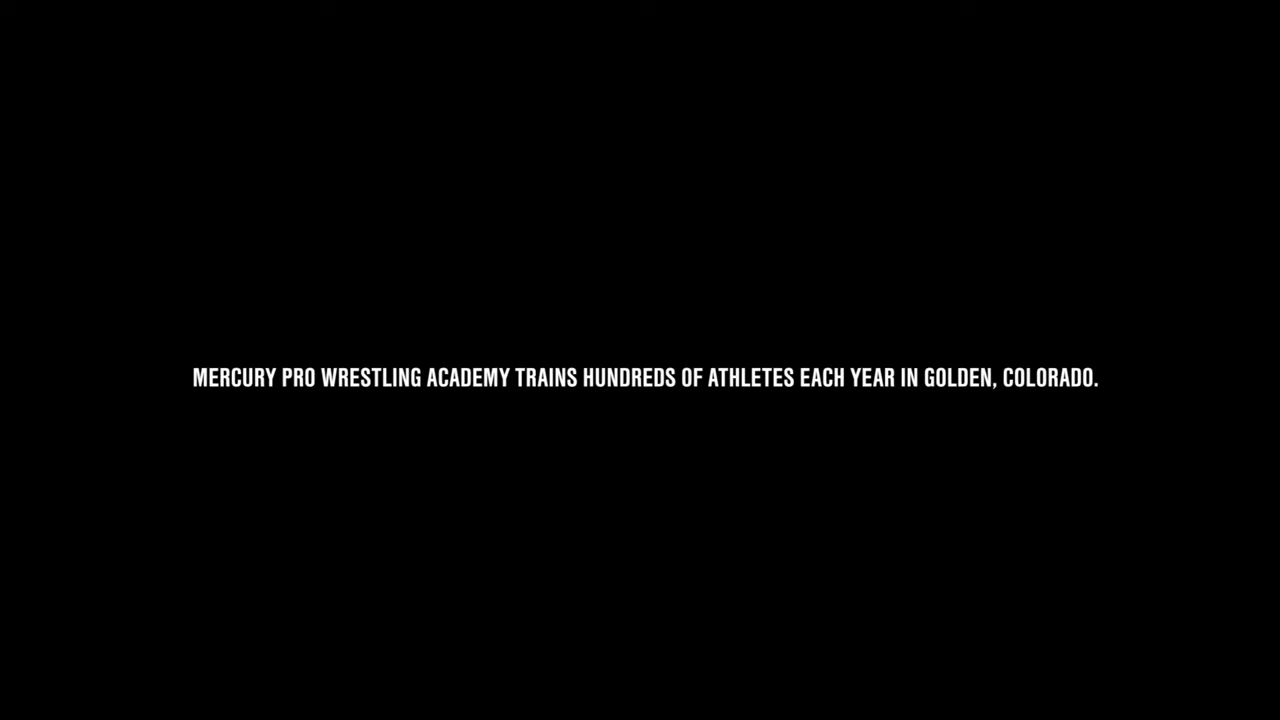 MERCURY PRO WRESTLING ACADEMY TRAINS HUNDREDS OF ATHLETES EACH YEAR IN GOLDEN, COLORADO.